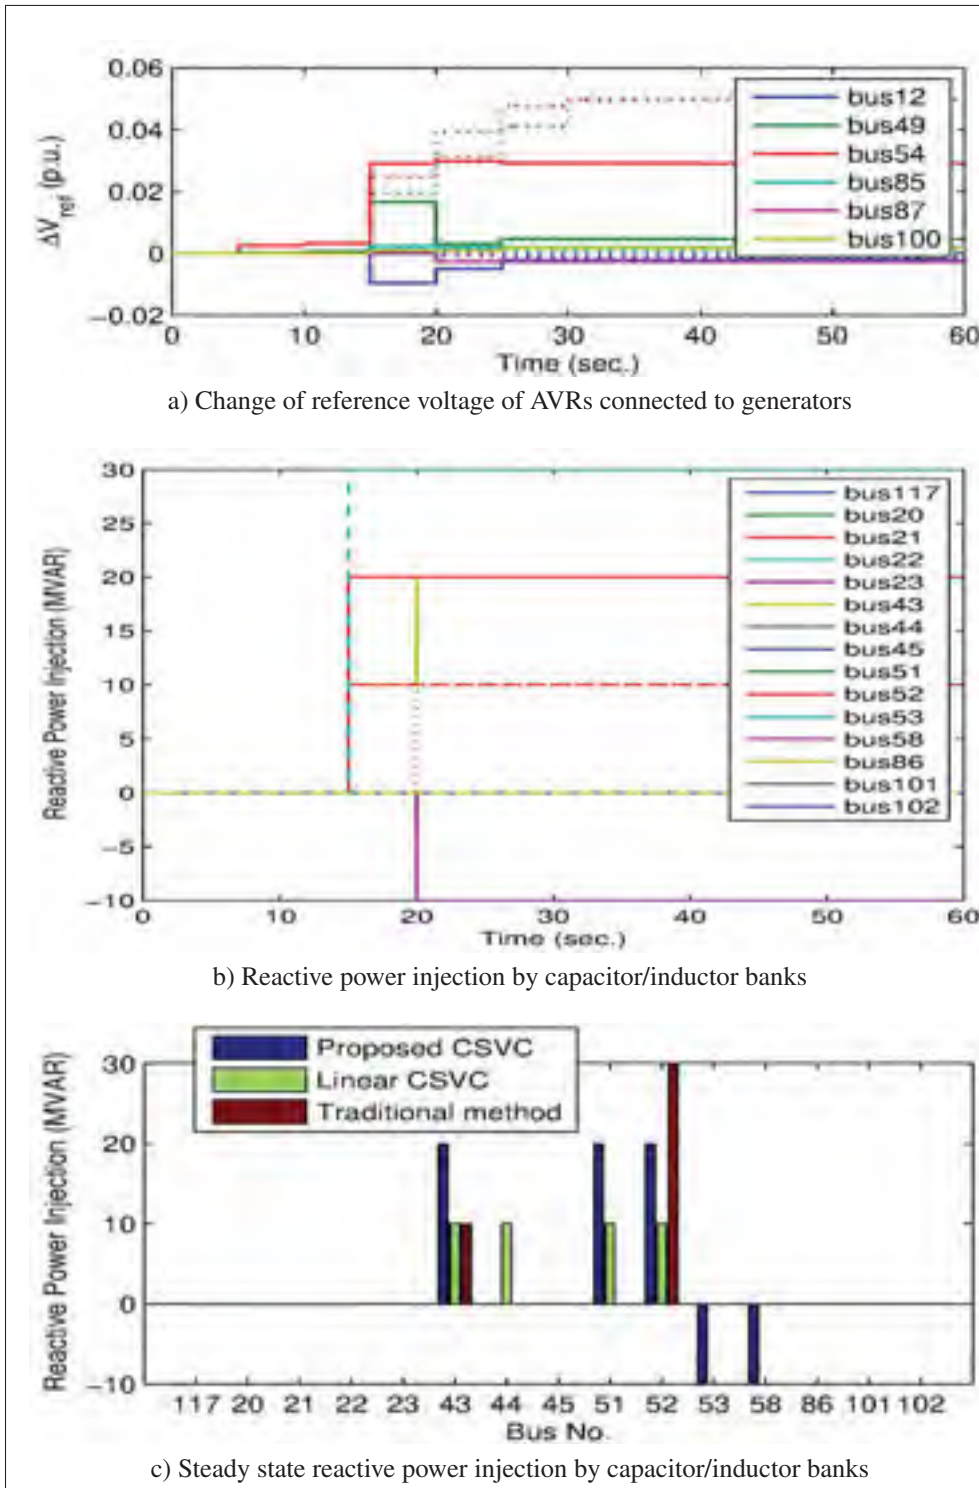 0.06
0.04
0.02
0
−0.02
ΔVref (p.u.)
bus12
bus49
bus54
bus85
bus87
bus100
0 10 20 30 40 50 60
Time (sec.)
a) Change of reference voltage of AVRs connected to generators
30
25
20
15
10
5
0
−5
−10
Reactive Power Injection (MVAR)
bus117
bus20
bus21
bus22
bus23
bus43
bus44
bus45
bus51
bus52
bus53
bus58
bus86
bus101
bus102
0 10 20 30 40 50 60
Time (sec.)
b) Reactive power injection by capacitor/inductor banks
Proposed CSVC
Linear CSVC
Traditional method
30
20
10
0
−10
Reactive Power Injection (MVAR)
117 20 21 22 23 43 44 45 51 52 53 58 86 101 102
Bus No.
c) Steady state reactive power injection by capacitor/inductor banks